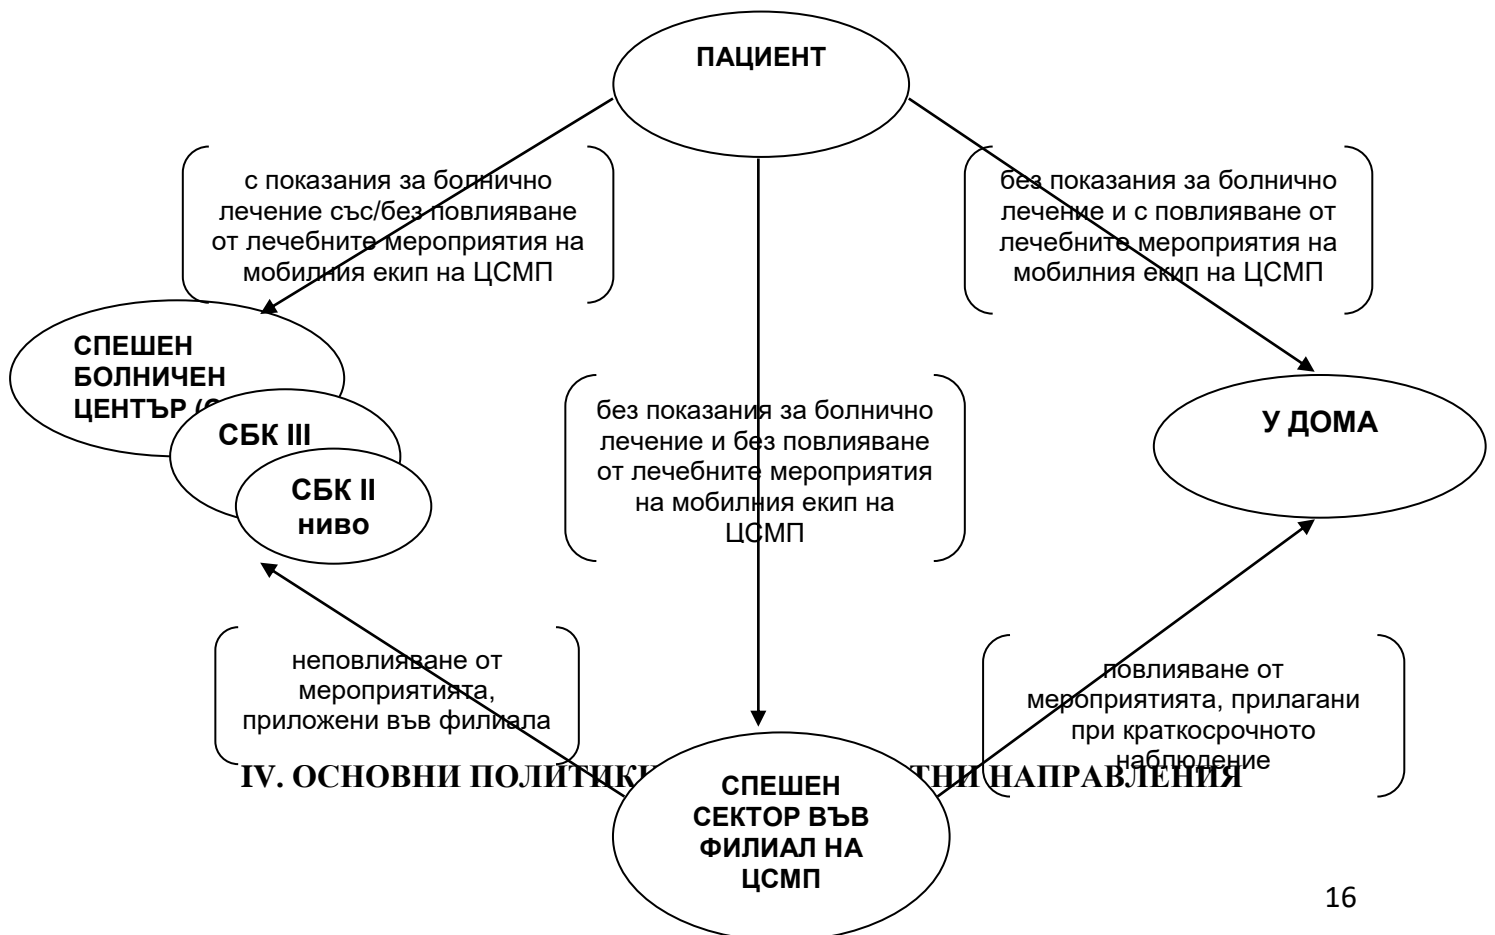 ПАЦИЕНТ
с показания за болнично
лечение със/без повлияване
от лечебните мероприятия на
мобилния екип на ЦСМП
без показания за болнично
лечение и с повлияване от
лечебните мероприятия на
мобилния екип на ЦСМП
СПЕШЕН
БОЛНИЧЕН
ЦЕНТЪР
СБК III
СБК II
ниво
без показания за болнично
лечение и без повлияване
от лечебните мероприятия
на мобилния екип на
ЦСМП
У ДОМА
неповлияване от
мероприятията,
приложени във филиала
повлияване от
мероприятията, прилагани
при краткосрочното
наблюдение
IV. ОСНОВНИ НАПРАВЛЕНИЯ
СПЕШЕН
СЕКТОР ВЪВ
ФИЛИАЛ НА
ЦСМП
16